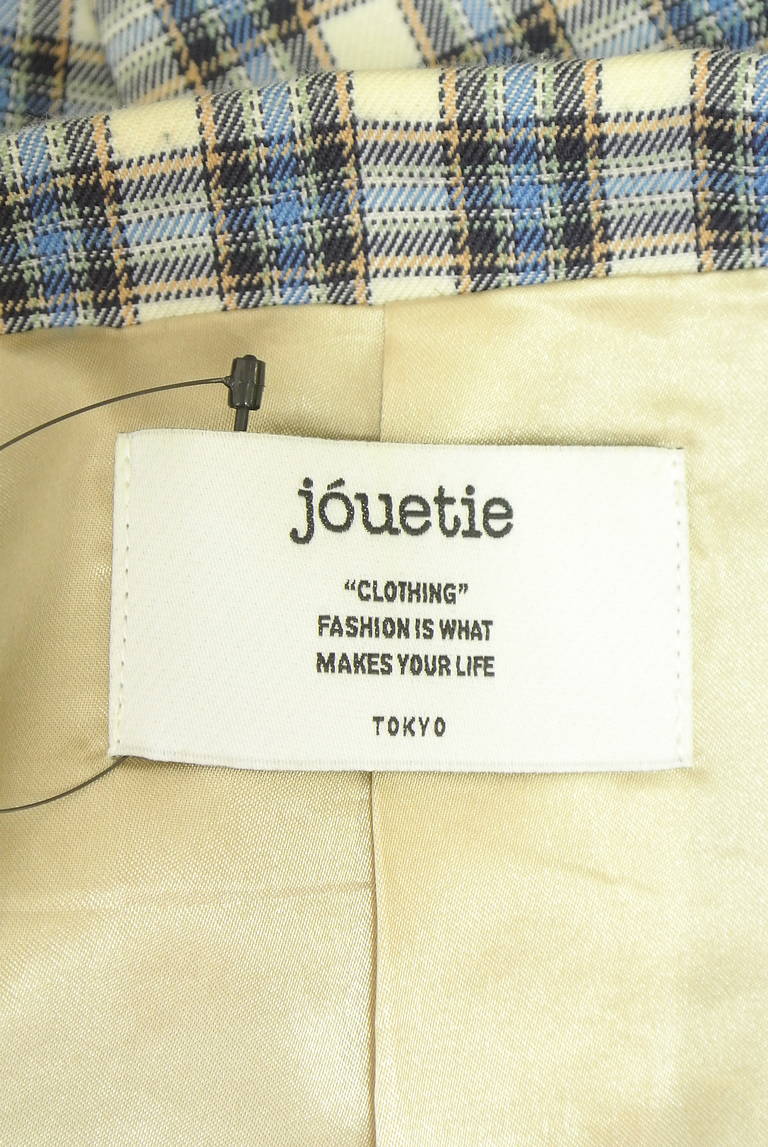 jóuetie
“CLOTHING”
FASHION IS WHAT
MAKES YOUR LIFE
TOKYO